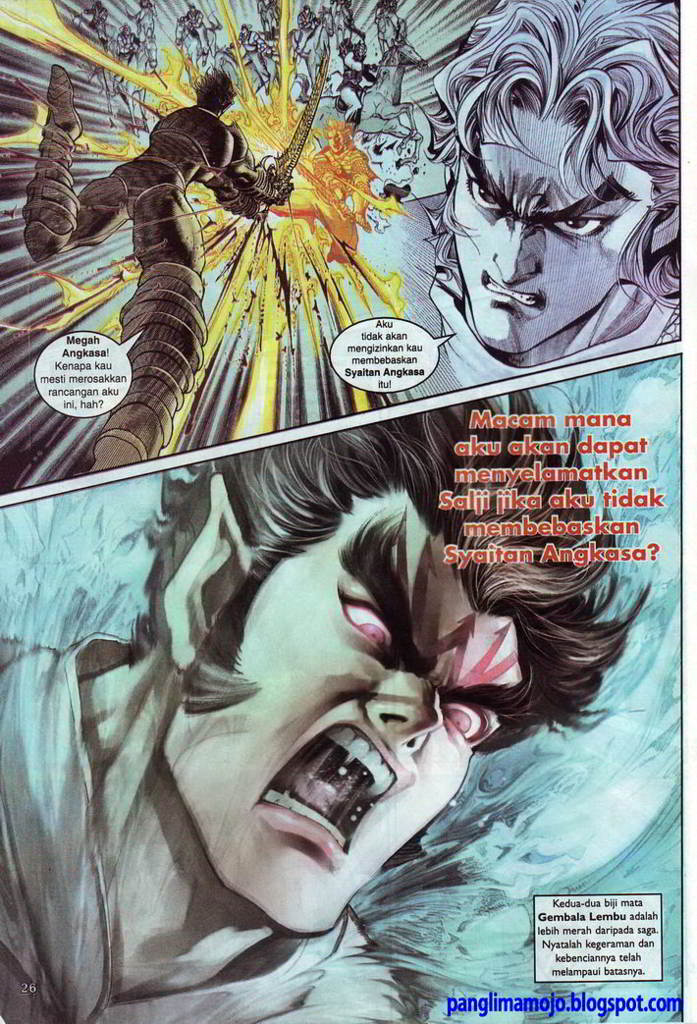 Megah
Angkasa!
Kenapa kau
mesti merosakkan
rancangan aku
ini, hah?
Aku
tidak akan
mengizinkan kau
membebaskan
Syaitan Angkasa
itu!
Macam mana
aku akan dapat
menyelamatkan
Salji jika aku tidak
membebaskan
Syaitan Angkasa?
Kedua-dua biji mata
Gembala Lembu adalah
lebih merah daripada saga.
Nyatalah kegeraman dan
kebenciannya telah
melampaui batasnya.
26
panglimamojo.blogspot.com